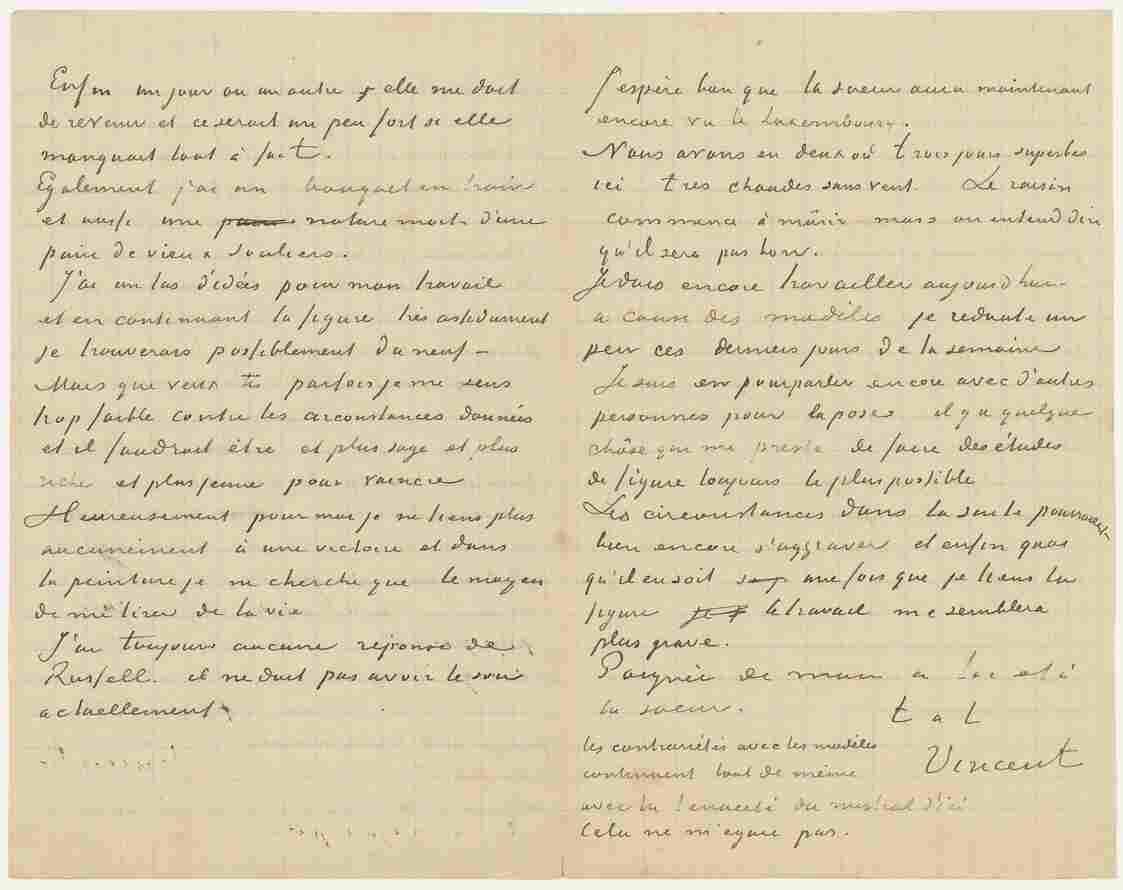 Enfin un jour ou un autre elle me doit
de revenir et ce serait un peu fort si elle
manquait tout à fait.
Egalement j'ai un bouquet en train
et aussi une nature morte d'une
paire de vieux souliers.
J'ai un tas d'idées pour mon travail
et en continuant la figure très assidument
je trouverais possiblement du neuf –
Mais que veux tu parfois je me sens
trop faible contre les circonstances données
et il faudrait être et plus sage et plus
riche et plus jeune pour vaincre
Heureusement pour moi je ne tiens plus
aucunement à une victoire et dans
la peinture je ne cherche que le moyen
de me tirer de la vie
J'ai toujours aucune réponse de
Russell. il ne doit pas avoir le sou
actuellement
J'espère bien que la soeur aura maintenant
encore vu le Luxembourg.
Nous avons eu deux ou trois jours superbes
ici très chaudes sans vent. Le raisin
commence à mûrir mais on entend dire
qu'il sera pas bon.
Je dois encore travailler aujourd'hui
a cause des modèles je redoute un
peu ces derniers jours de la semaine
Je suis en pourparler encore avec d'autres
personnes pour la pose il y a quelque
chôse qui me presse de faire des études
de figure toujours le plus possible
Les circonstances dans la suite pourraient
bien encore s'aggraver et enfin quoi
qu'il en soit une fois que je tiens la
figure le travail me semblera
plus grave.
Poignée de main a toi et à
la soeur. t. a. t.
Vincent
les contrariétés avec les modèles
continuent tout de même
avec la tenacité du mistral d'ici
Cela ne m'égaie pas.